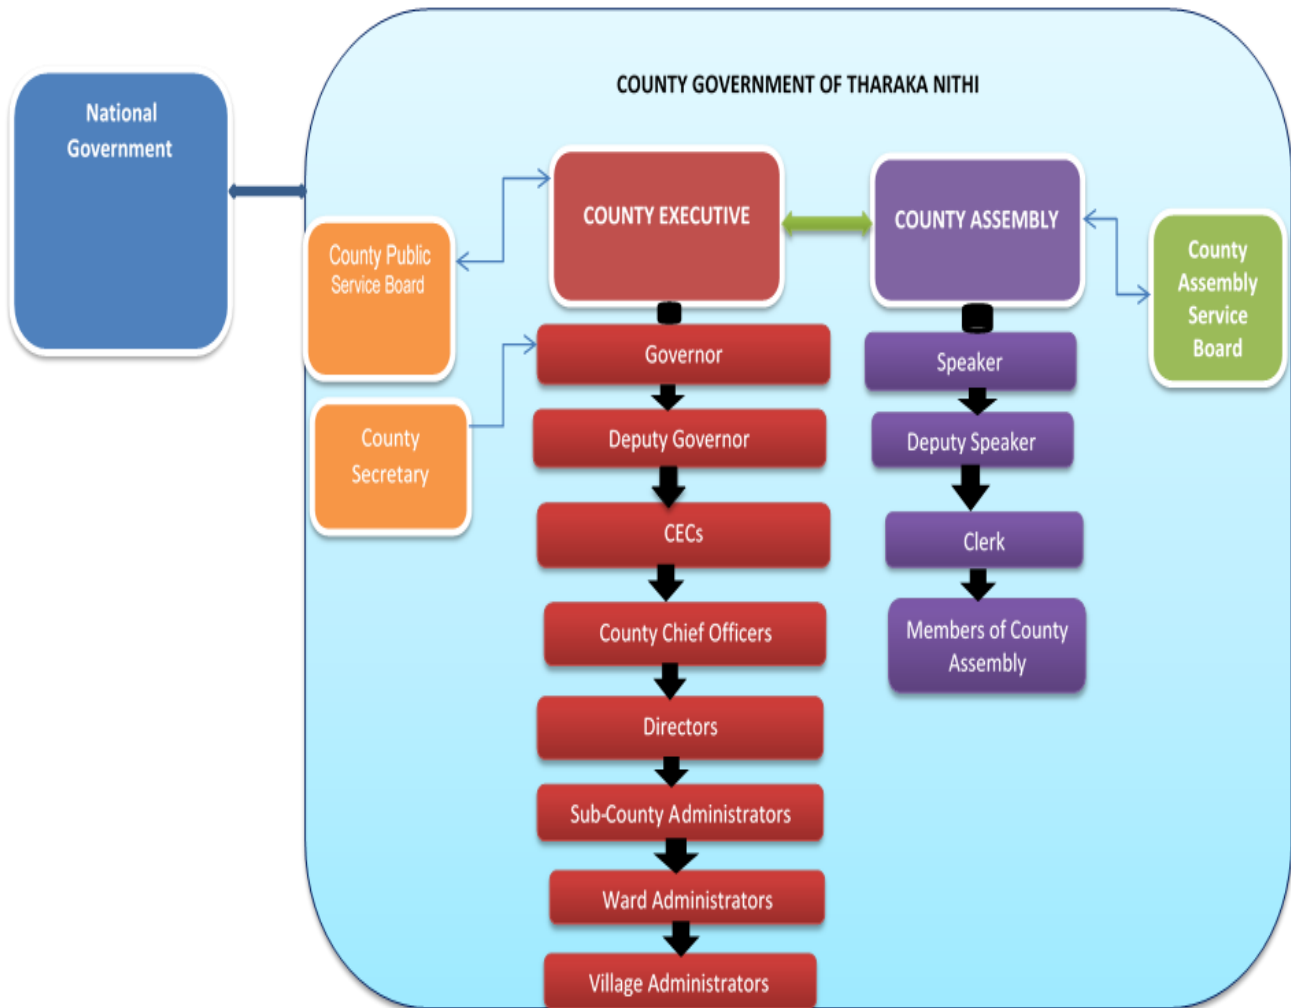 COUNTY GOVERNMENT OF THARAKA NITHI
National
Government
COUNTY EXECUTIVE
COUNTY ASSEMBLY
County Public
Service Board
County
Assembly
Service
Board
Governor
Speaker
County
Secretary
Deputy Governor
Deputy Speaker
CECs
Clerk
County Chief Officers
Members of County
Assembly
Directors
Sub-County Administrators
Ward Administrators
Village Administrators